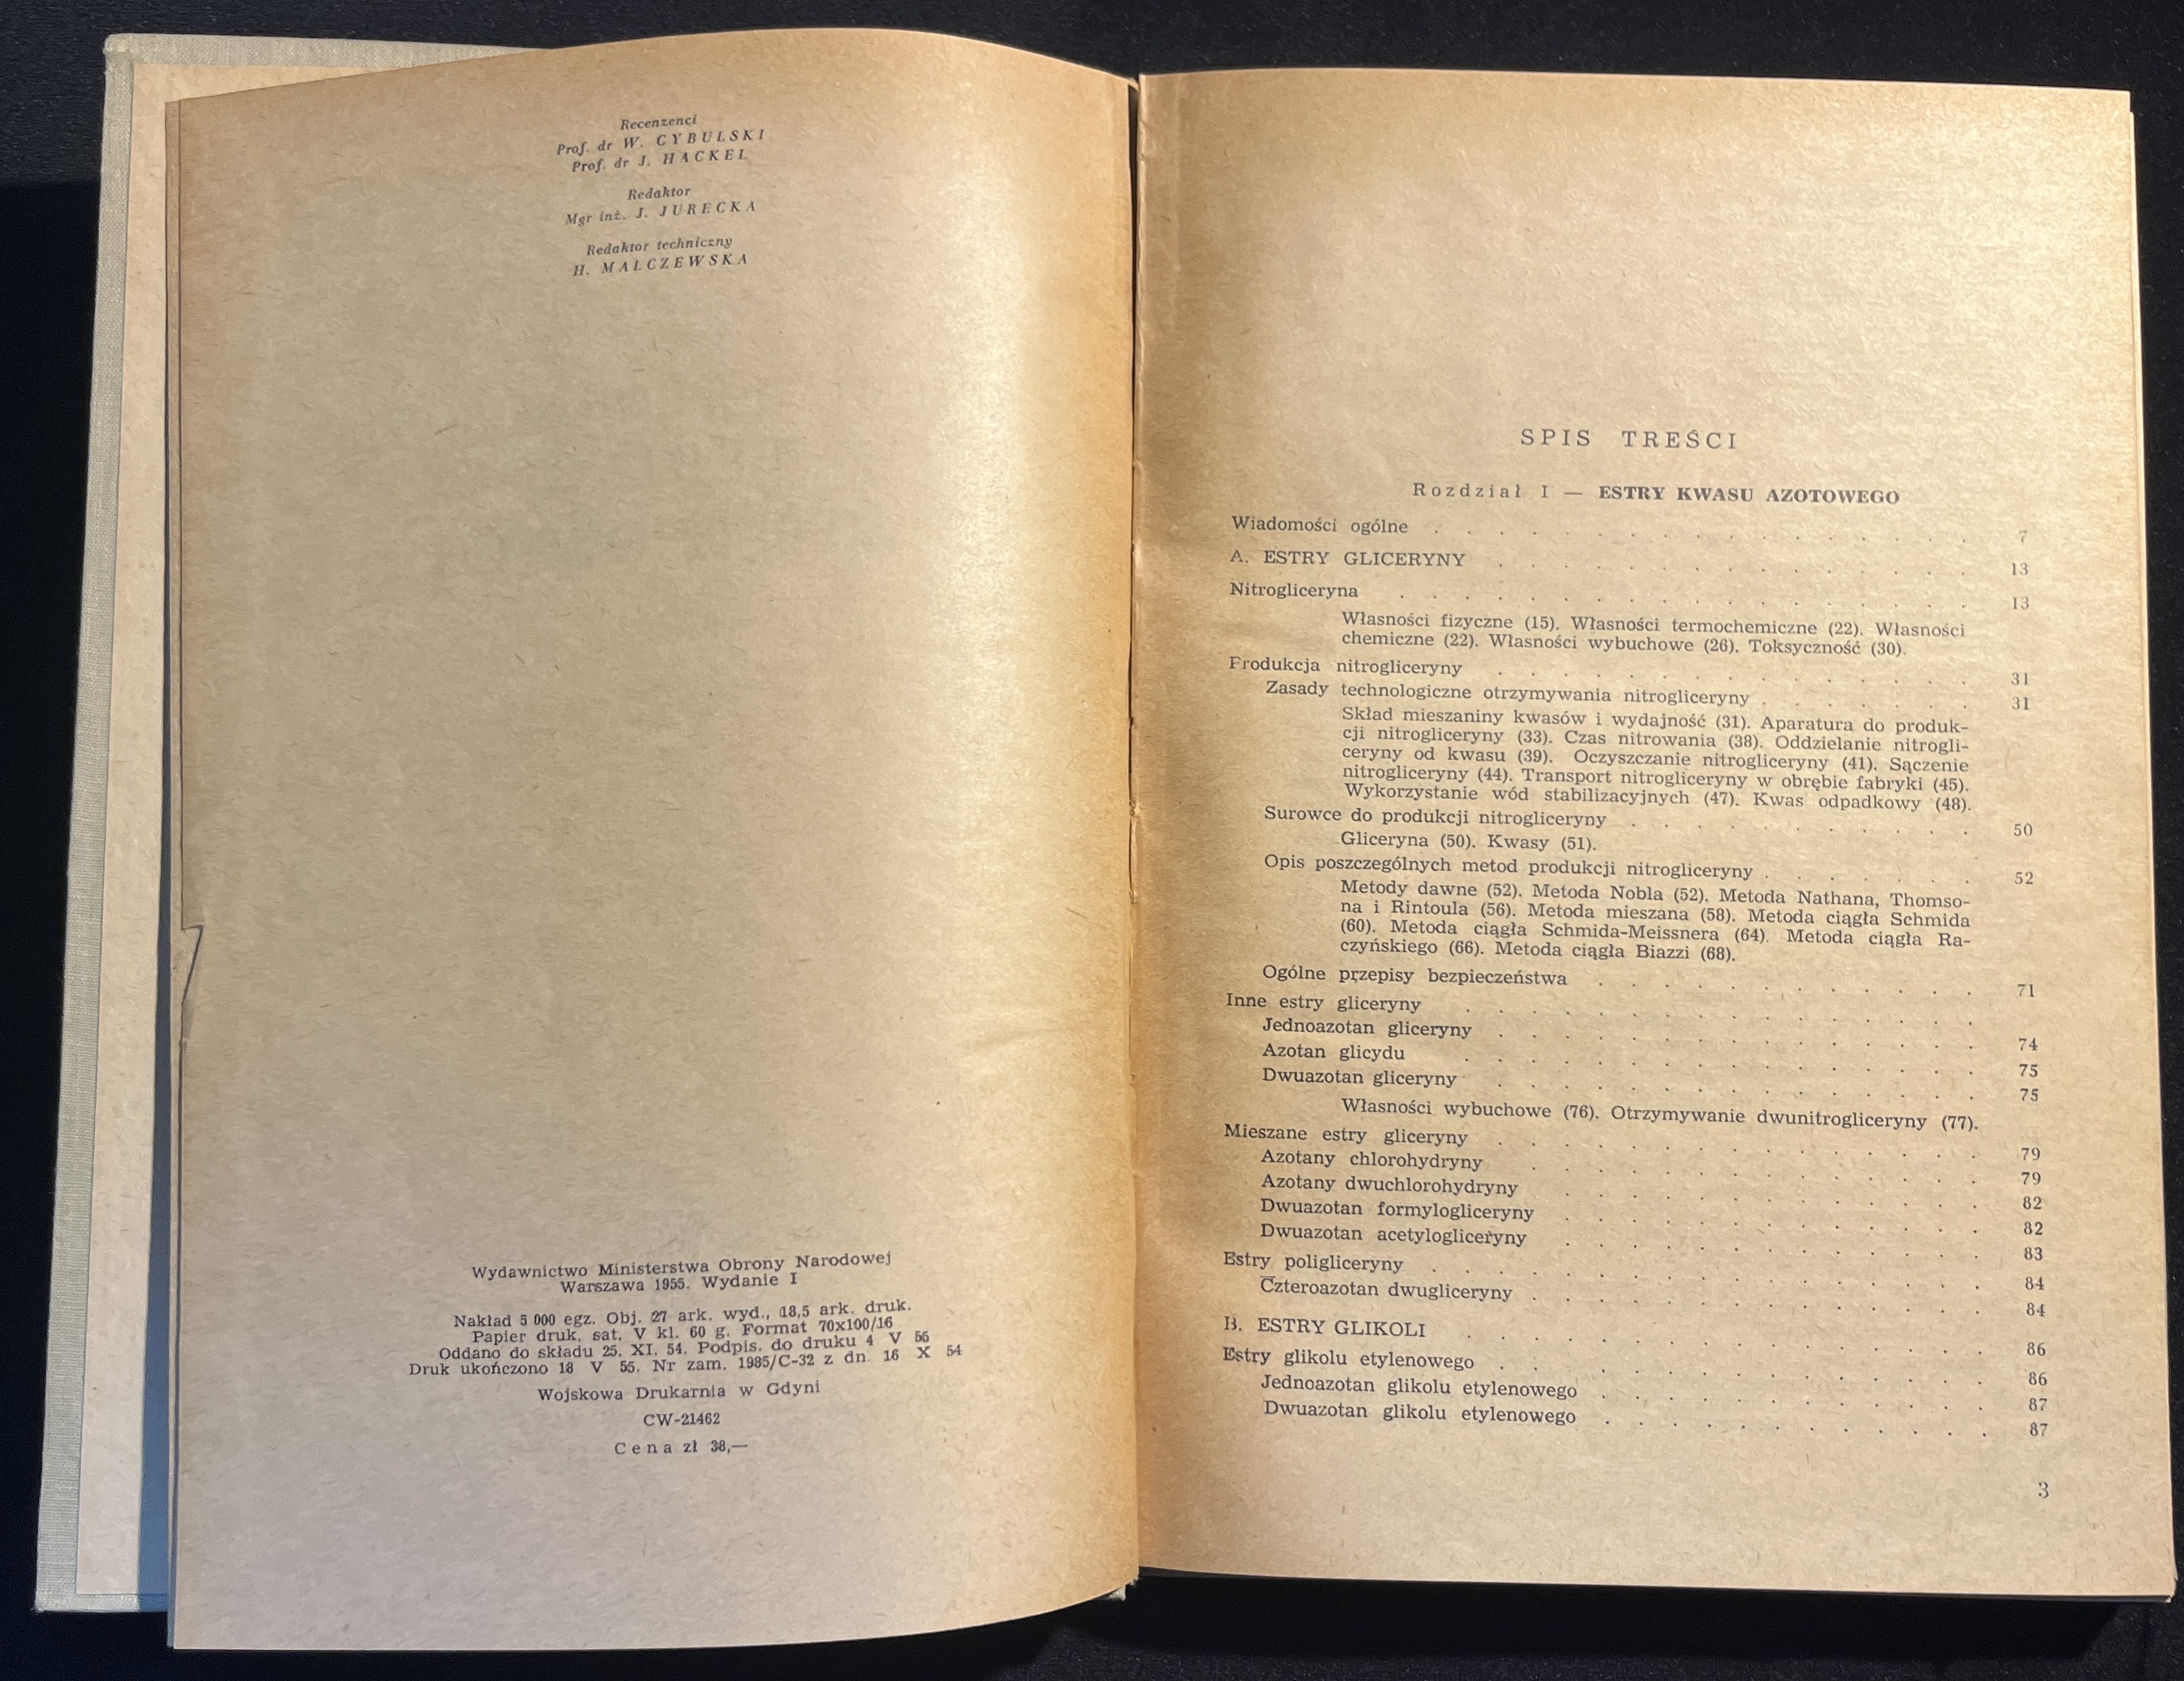 Recenzenci
Prof. dr W. CYBULSKI
Prof. dr J. HACKEL
Redaktor
Mgr inż. J. JURECKA
Redaktor techniczny
H. MALCZEWSKA
Wydawnictwo Ministerstwa Obrony Narodowej
Warszawa 1955. Wydanie I
Nakład 5 000 egz. Obj. 27 ark. wyd., 18,5 ark. druk.
Papier druk. sat. V kl. 60 g. Format 70x100/16
Oddano do składu 25. XI. 54. Podpis. do druku 4 V 55
Druk ukończono 18 V 55. Nr zam. 1985/C-32 z dn. 16 X 54
Wojskowa Drukarnia w Gdyni
CW-21462
Cena zł 38,—
SPIS TREŚCI
Rozdział I — ESTRY KWASU AZOTOWEGO
Wiadomości ogólne . . . . . . . . . . . . . . . . . 7
A. ESTRY GLICERYNY . . . . . . . . . . . . . . . 13
Nitrogliceryna . . . . . . . . . . . . . . . . . . 13
Własności fizyczne (15). Własności termochemiczne (22). Własności
chemiczne (22). Własności wybuchowe (26). Toksyczność (30).
Produkcja nitrogliceryny . . . . . . . . . . . . . . . 31
Zasady technologiczne otrzymywania nitrogliceryny . . . . . . . 31
Skład mieszaniny kwasów i wydajność (31). Aparatura do produk-
cji nitrogliceryny (33). Czas nitrowania (38). Oddzielanie nitrogli-
ceryny od kwasu (39). Oczyszczanie nitrogliceryny (41). Sączenie
nitrogliceryny (44). Transport nitrogliceryny w obrębie fabryki (45).
Wykorzystanie wód stabilizacyjnych (47). Kwas odpadkowy (48).
Surowce do produkcji nitrogliceryny . . . . . . . . . . . 50
Gliceryna (50). Kwasy (51).
Opis poszczególnych metod produkcji nitrogliceryny . . . . . . . 52
Metody dawne (52). Metoda Nobla (52). Metoda Nathana, Thomso-
na i Rintoula (56). Metoda mieszana (58). Metoda ciągła Schmida
(60). Metoda ciągła Schmida-Meissnera (64). Metoda ciągła Ra-
czyńskiego (66). Metoda ciągła Biazzi (68).
Ogólne przepisy bezpieczeństwa . . . . . . . . . . . . 71
Inne estry gliceryny . . . . . . . . . . . . . . . .
Jednoazotan gliceryny . . . . . . . . . . . . . . . 74
Azotan glicydu . . . . . . . . . . . . . . . . 75
Dwuazotan gliceryny . . . . . . . . . . . . . . . 75
Własności wybuchowe (76). Otrzymywanie dwunitrogliceryny (77).
Mieszane estry gliceryny . . . . . . . . . . . . . . . 79
Azotany chlorohydryny . . . . . . . . . . . . . . 79
Azotany dwuchlorohydryny . . . . . . . . . . . . . 82
Dwuazotan formylogliceryny . . . . . . . . . . . . . 82
Dwuazotan acetylogliceryny . . . . . . . . . . . . . 83
Estry poligliceryny . . . . . . . . . . . . . . . . . 84
Czteroazotan dwugliceryny . . . . . . . . . . . . . . 84
B. ESTRY GLIKOLI . . . . . . . . . . . . . . . . 86
Estry glikolu etylenowego . . . . . . . . . . . . . . . 86
Jednoazotan glikolu etylenowego . . . . . . . . . . . . 87
Dwuazotan glikolu etylenowego . . . . . . . . . . . . 87
3